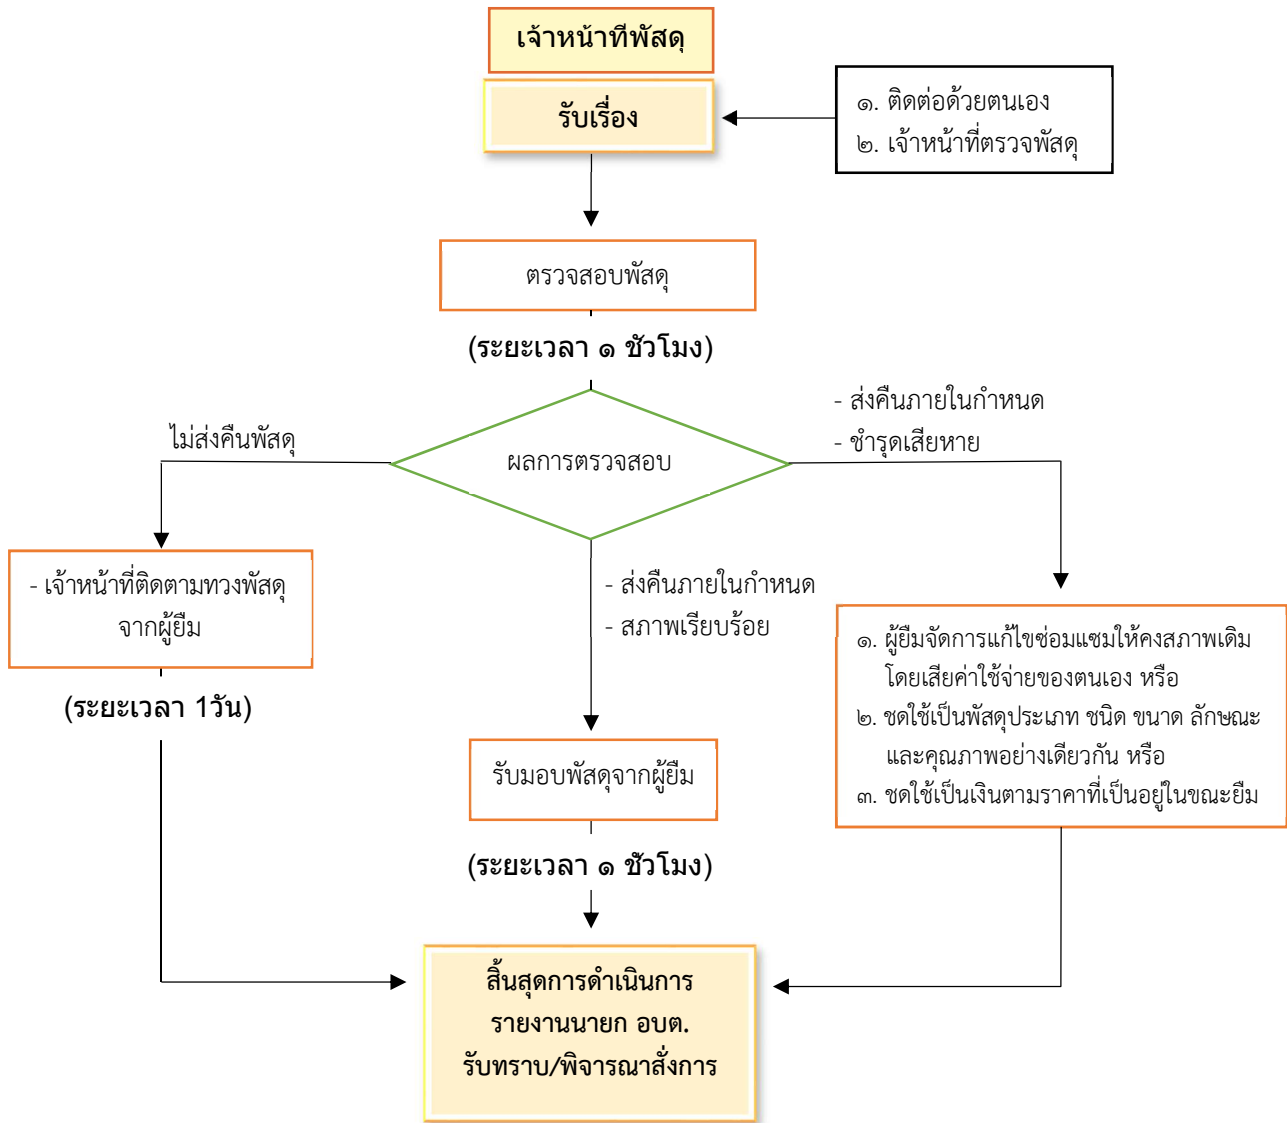 เจ้าหน้าทีพัสดุ
รับเรื่อง
๑. ติดต่อด้วยตนเอง
๒. เจ้าหน้าที่ตรวจพัสดุ
ตรวจสอบพัสดุ
(ระยะเวลา ๑ ชัวโมง)
- ส่งคืนภายในกำหนด
- ชำรุดเสียหาย
ไม่ส่งคืนพัสดุ
ผลการตรวจสอบ
- เจ้าหน้าที่ติดตามทวงพัสดุ
จากผู้ยืม
(ระยะเวลา 1วัน)
- ส่งคืนภายในกำหนด
- สภาพเรียบร้อย
๑. ผู้ยืมจัดการแก้ไขซ่อมแซมให้คงสภาพเดิม
โดยเสียค่าใช้จ่ายของตนเอง หรือ
๒. ชดใช้เป็นพัสดุประเภท ชนิด ขนาด ลักษณะ
และคุณภาพอย่างเดียวกัน หรือ
๓. ชดใช้เป็นเงินตามราคาที่เป็นอยู่ในขณะยืม
รับมอบพัสดุจากผู้ยืม
(ระยะเวลา ๑ ชัวโมง)
สิ้นสุดการดำเนินการ
รายงานนายก อบต.
รับทราบ/พิจารณาสั่งการ